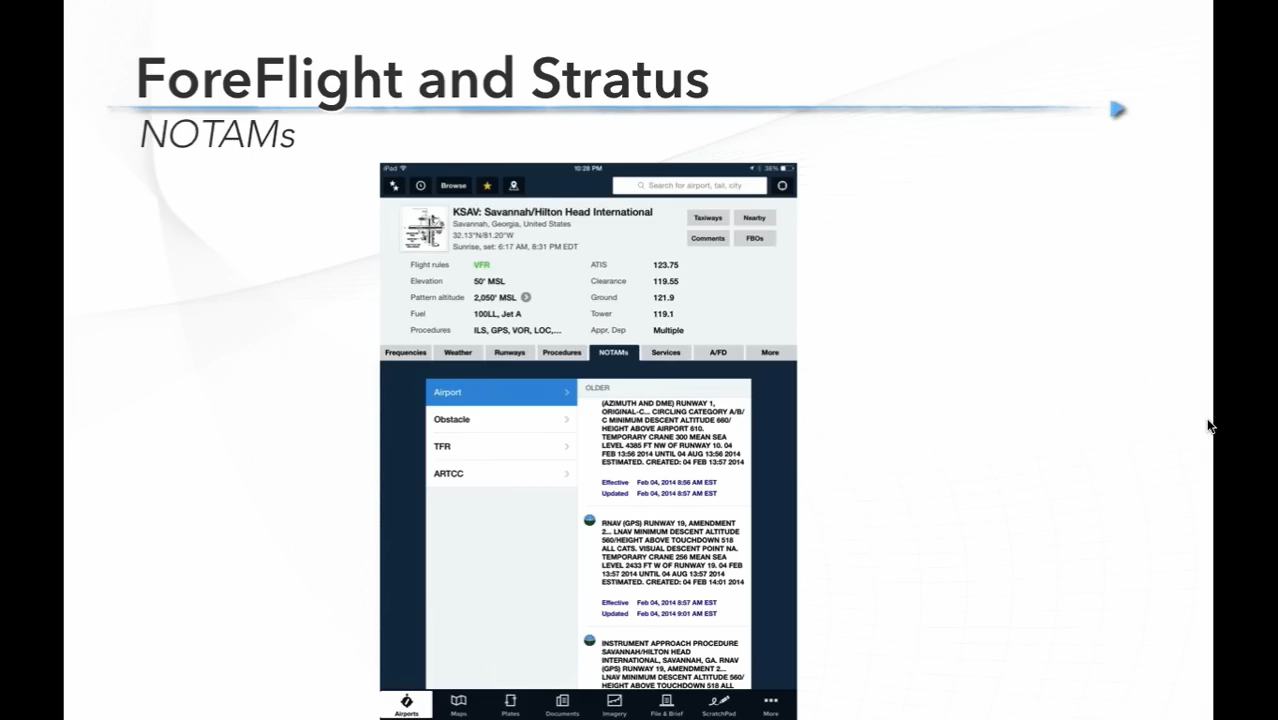 ForeFlight and Stratus
NOTAMs
iPad
10:28 PM
36%
Browse
Search for airport, tail, city
KSAV: Savannah/Hilton Head International
Savannah, Georgia, United States
32.13°N/81.20°W
Sunrise, set: 6:17 AM, 8:31 PM EDT
Taxiways
Nearby
Comments
FBOs
Flight rules VFR
Elevation 50' MSL
Pattern altitude 2,050' MSL
Fuel 100LL, Jet A
Procedures ILS, GPS, VOR, LOC,...
ATIS 123.75
Clearance 119.55
Ground 121.9
Tower 119.1
Appr, Dep Multiple
Frequencies Weather Runways Procedures NOTAMs Services A/FD More
Airport
Obstacle
TFR
ARTCC
OLDER
(AZIMUTH AND DME) RUNWAY 1,
ORIGINAL-C... CIRCLING CATEGORY A/B/
C MINIMUM DESCENT ALTITUDE 660/
HEIGHT ABOVE AIRPORT 610.
TEMPORARY CRANE 300 MEAN SEA
LEVEL 4385 FT NW OF RUNWAY 10. 04
FEB 13:56 2014 UNTIL 04 AUG 13:56 2014
ESTIMATED. CREATED: 04 FEB 13:57 2014
Effective Feb 04, 2014 8:56 AM EST
Updated Feb 04, 2014 8:57 AM EST
RNAV (GPS) RUNWAY 19, AMENDMENT
2... LNAV MINIMUM DESCENT ALTITUDE
560/HEIGHT ABOVE TOUCHDOWN 518
ALL CATS. VISUAL DESCENT POINT NA.
TEMPORARY CRANE 256 MEAN SEA
LEVEL 2433 FT W OF RUNWAY 19. 04 FEB
13:57 2014 UNTIL 04 AUG 13:57 2014
ESTIMATED. CREATED: 04 FEB 14:01 2014
Effective Feb 04, 2014 8:57 AM EST
Updated Feb 04, 2014 9:01 AM EST
INSTRUMENT APPROACH PROCEDURE
SAVANNAH/HILTON HEAD
INTERNATIONAL, SAVANNAH, GA. RNAV
(GPS) RUNWAY 19, AMENDMENT 2...
LNAV MINIMUM DESCENT ALTITUDE 560/
HEIGHT ABOVE TOUCHDOWN 518 ALL
Airports Maps Plates Documents Imagery File & Brief ScratchPad More